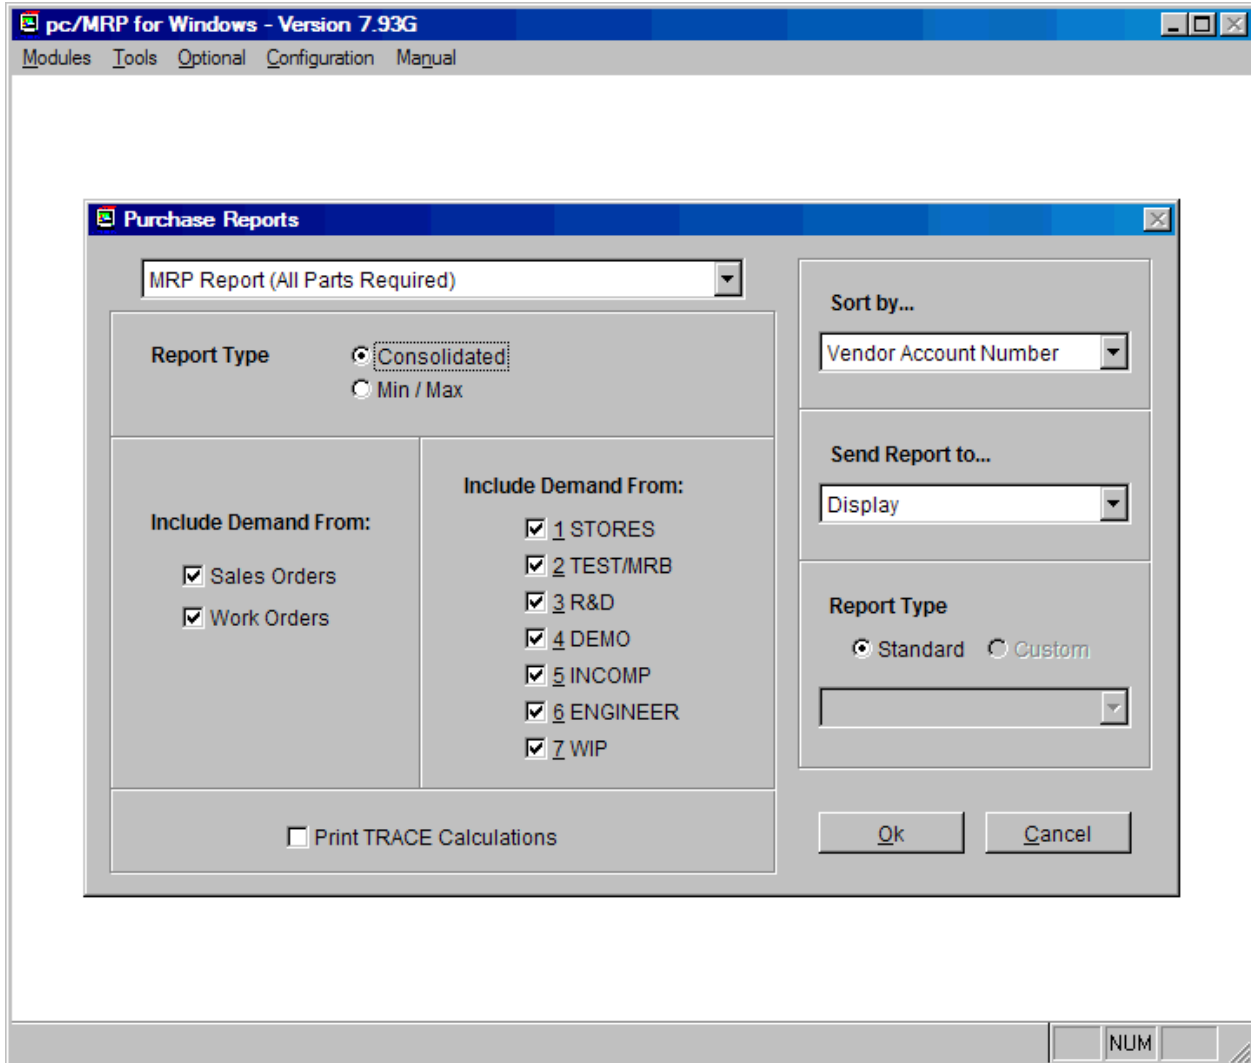 pc/MRP for Windows - Version 7.93G
Modules Tools Optional Configuration Manual
Purchase Reports
MRP Report (All Parts Required)
Report Type
Consolidated
Min / Max
Include Demand From:
Sales Orders
Work Orders
Include Demand From:
1 STORES
2 TEST/MRB
3 R&D
4 DEMO
5 INCOMP
6 ENGINEER
7 WIP
Print TRACE Calculations
Sort by...
Vendor Account Number
Send Report to...
Display
Report Type
Standard Custom
Ok Cancel
NUM